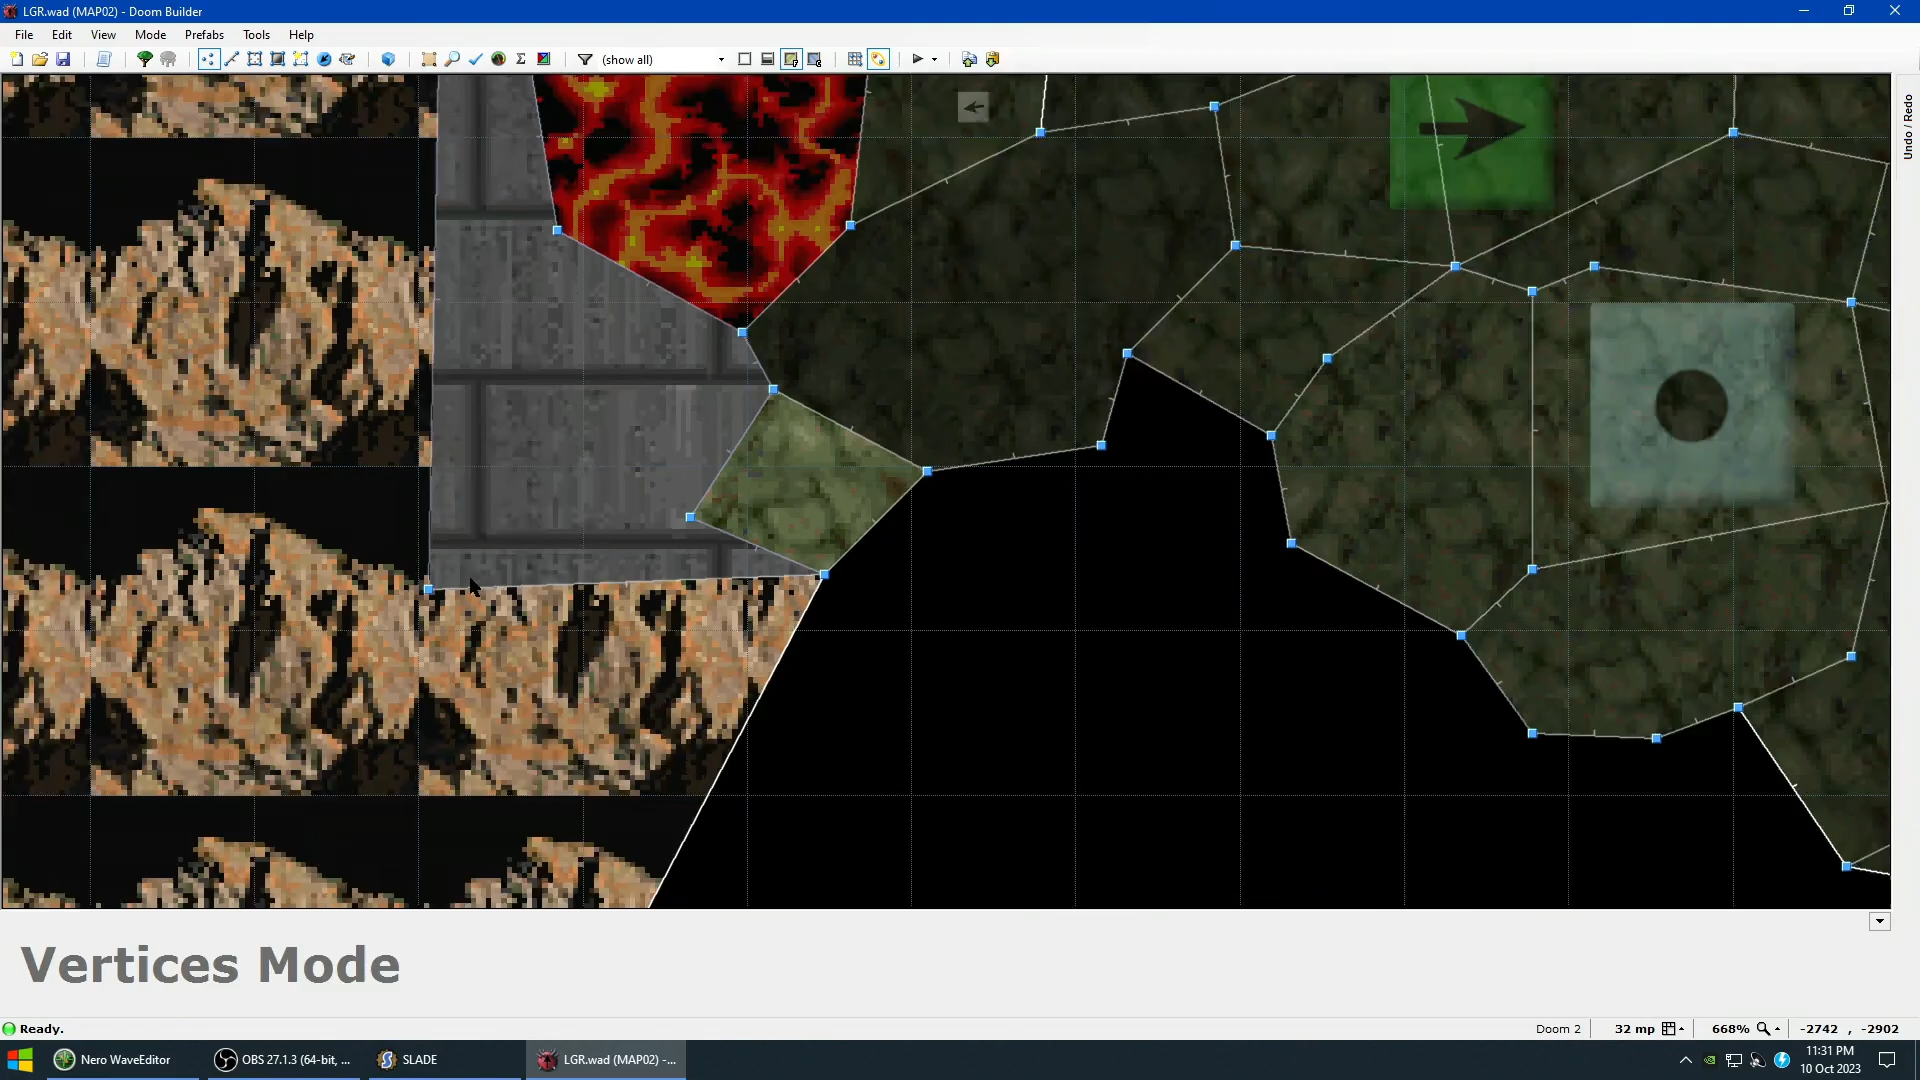 LGR.wad (MAP02) - Doom Builder
File Edit View Mode Prefabs Tools Help
(show all)
Undo / Redo
Vertices Mode
Ready.
Doom 2 32 mp 668% -2742 , -2902
Nero WaveEditor OBS 27.1.3 (64-bit, ... SLADE LGR.wad (MAP02) -...
11:31 PM
10 Oct 2023